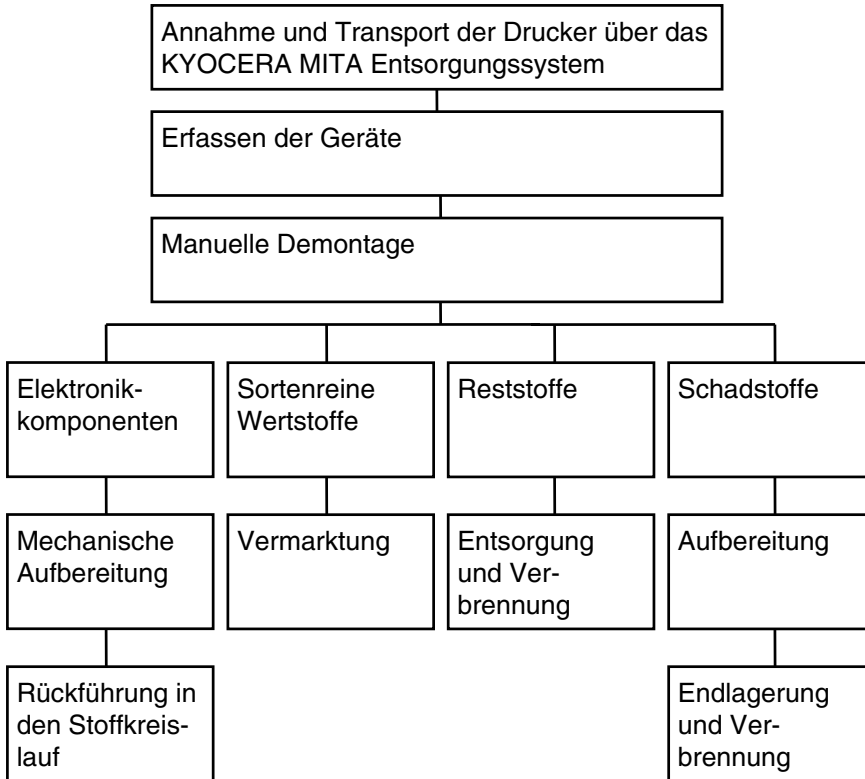 Annahme und Transport der Drucker über das
KYOCERA MITA Entsorgungssystem
Erfassen der Geräte
Manuelle Demontage
Elektronik-
komponenten
Sortenreine
Wertstoffe
Reststoffe
Schadstoffe
Mechanische
Aufbereitung
Vermarktung
Entsorgung
und Ver-
brennung
Aufbereitung
Rückführung in
den Stoffkreis-
lauf
Endlagerung
und Ver-
brennung